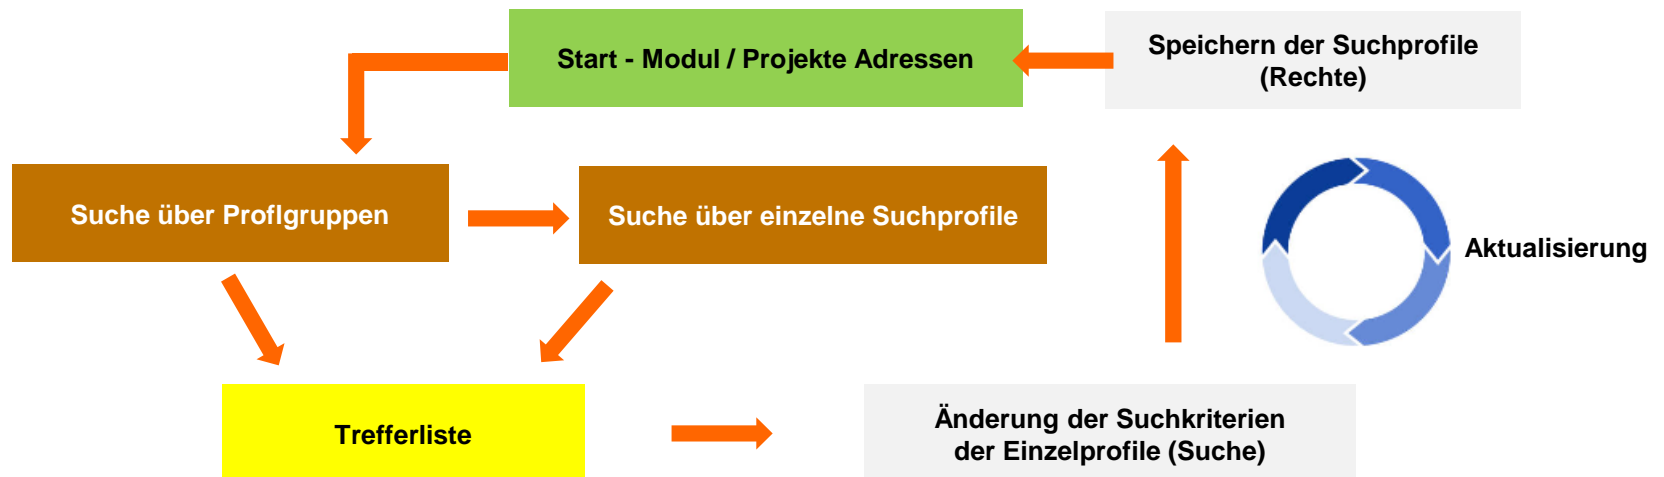 Start - Modul / Projekte Adressen
Speichern der Suchprofile
(Rechte)
Suche über Proflgruppen
Suche über einzelne Suchprofile
Aktualisierung
Trefferliste
Änderung der Suchkriterien
der Einzelprofile (Suche)